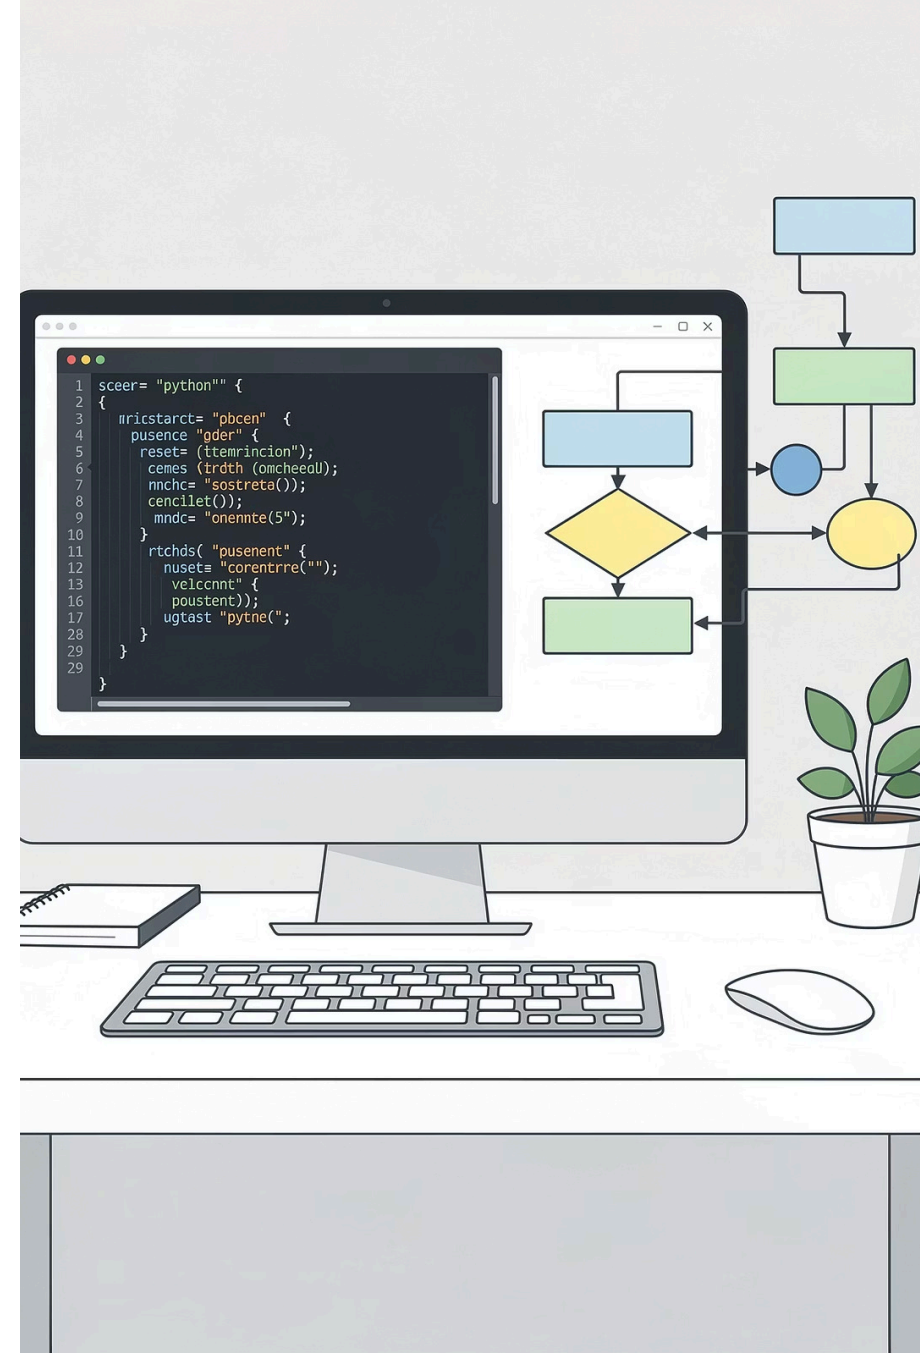 1 sceer= "python"" {
2 {
3 #ricstarct= "pbcen" {
4 pusence "gder" {
5 reset= (ttemrincion");
6 cemes (trdth (omcheeaU);
7 nnchc= "sostreta());
8 cencilet());
9 mndc= "onennte(5");
10 }
11 rtchds( "pusenent" {
12 nuset= "corentrre("");
13 velccnnt" {
16 poustent));
17 ugtast "pytne(";
28 }
29 }
29
}